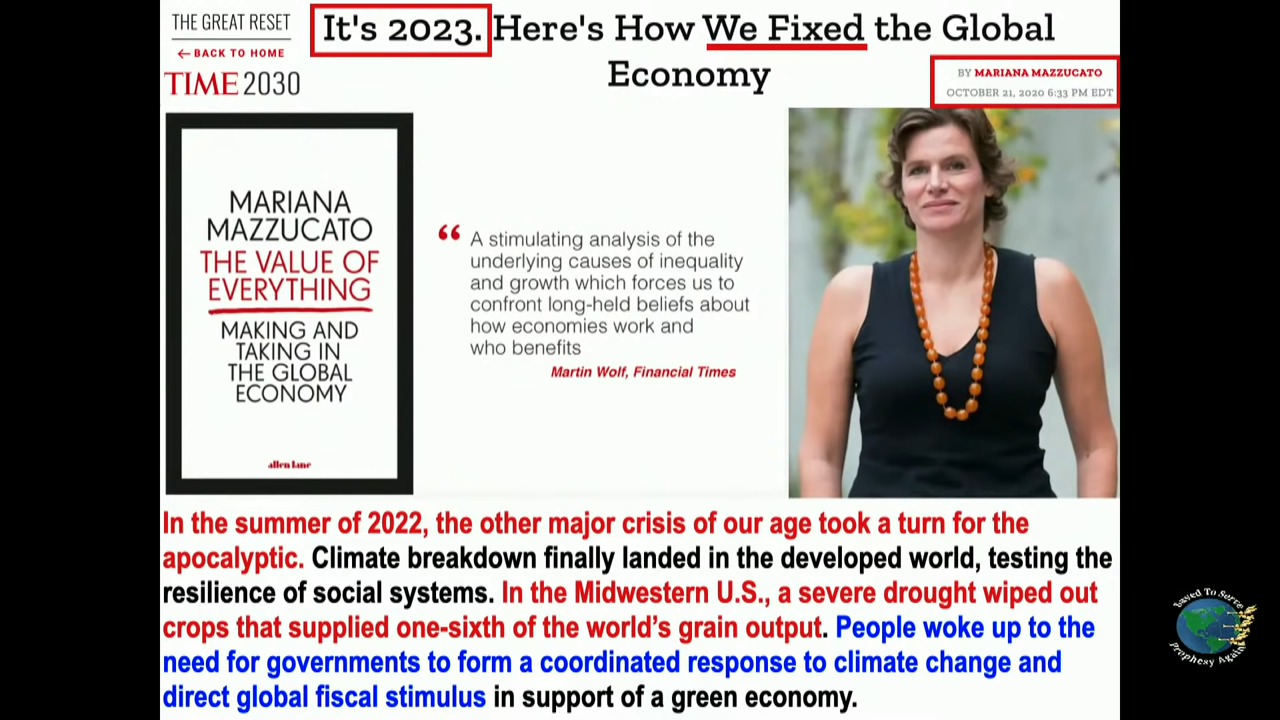 THE GREAT RESET
← BACK TO HOME
TIME 2030
It's 2023. Here's How We Fixed the Global
Economy
BY MARIANA MAZZUCATO
OCTOBER 21, 2020 6:33 PM EDT
MARIANA
MAZZUCATO
THE VALUE OF
EVERYTHING
MAKING AND
TAKING IN
THE GLOBAL
ECONOMY
allen lane
“ A stimulating analysis of the
underlying causes of inequality
and growth which forces us to
confront long-held beliefs about
how economies work and
who benefits
Martin Wolf, Financial Times
In the summer of 2022, the other major crisis of our age took a turn for the
apocalyptic. Climate breakdown finally landed in the developed world, testing the
resilience of social systems. In the Midwestern U.S., a severe drought wiped out
crops that supplied one-sixth of the world’s grain output. People woke up to the
need for governments to form a coordinated response to climate change and
direct global fiscal stimulus in support of a green economy.
Saved To Serve
Prophesy Again